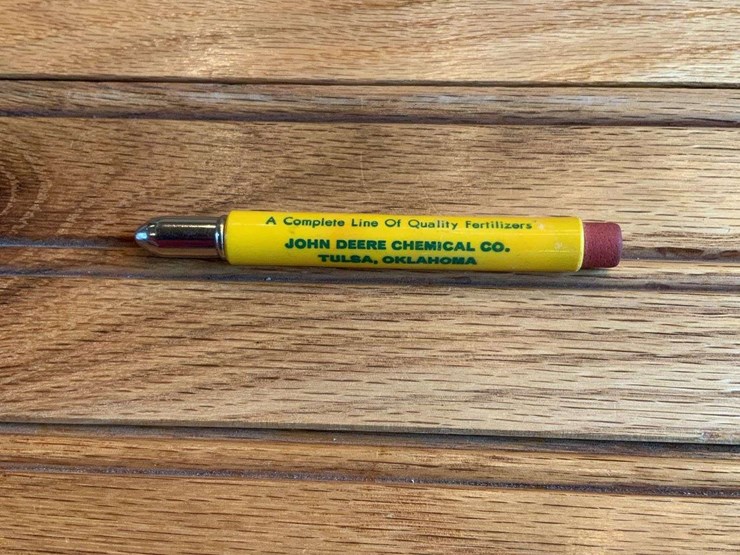 A Complete Line Of Quality Fertilizers
JOHN DEERE CHEMICAL CO.
TULSA, OKLAHOMA